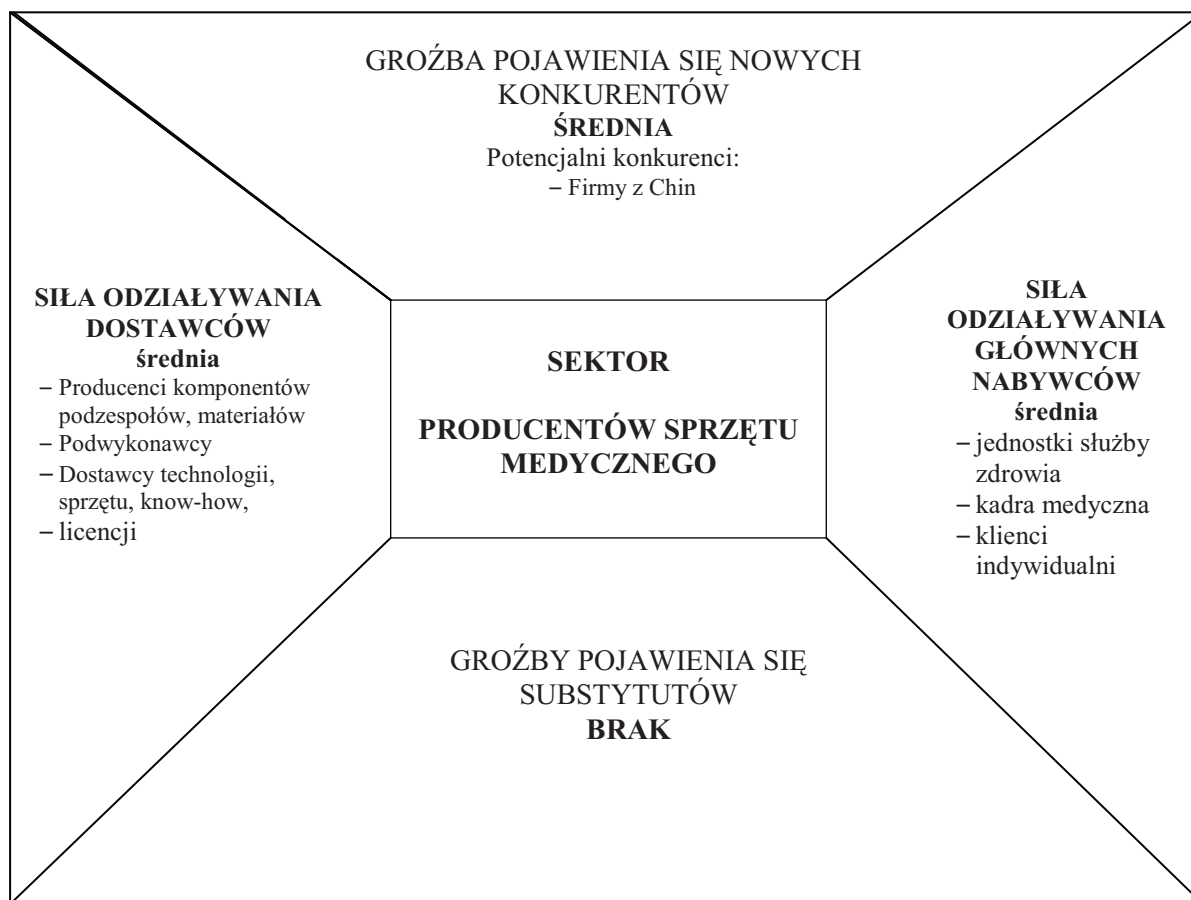 GROŹBA POJAWIENIA SIĘ NOWYCH
KONKURENTÓW
ŚREDNIA
Potencjalni konkurenci:
– Firmy z Chin
SIŁA ODZIAŁYWANIA
DOSTAWCÓW
średnia
– Producenci komponentów
podzespołów, materiałów
– Podwykonawcy
– Dostawcy technologii,
sprzętu, know-how,
– licencji
SEKTOR
PRODUCENTÓW SPRZĘTU
MEDYCZNEGO
SIŁA
ODZIAŁYWANIA
GŁÓWNYCH
NABYWCÓW
średnia
– jednostki służby
zdrowia
– kadra medyczna
– klienci
indywidualni
GROŹBY POJAWIENIA SIĘ
SUBSTYTUTÓW
BRAK